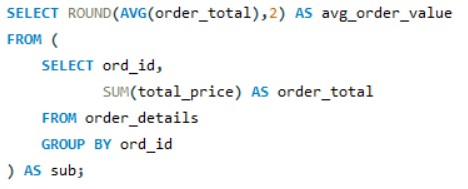 SELECT ROUND(AVG(order_total),2) AS avg_order_value
FROM (
    SELECT ord_id,
           SUM(total_price) AS order_total
    FROM order_details
    GROUP BY ord_id
) AS sub;